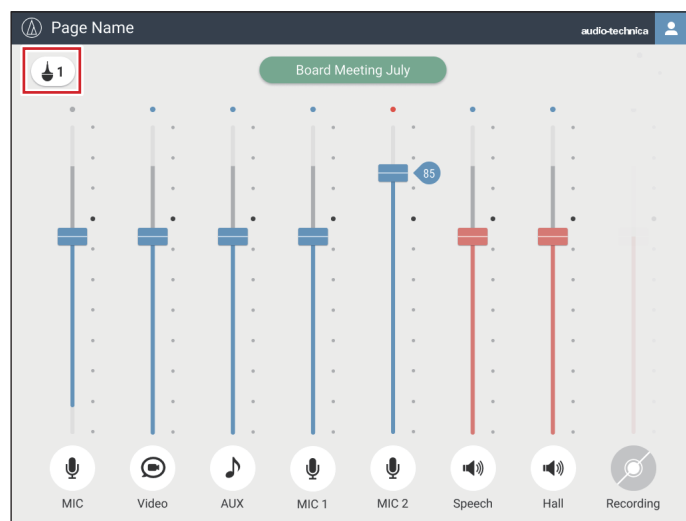 Page Name
audio-technica
1
Board Meeting July
85
MIC
Video
AUX
MIC 1
MIC 2
Speech
Hall
Recording